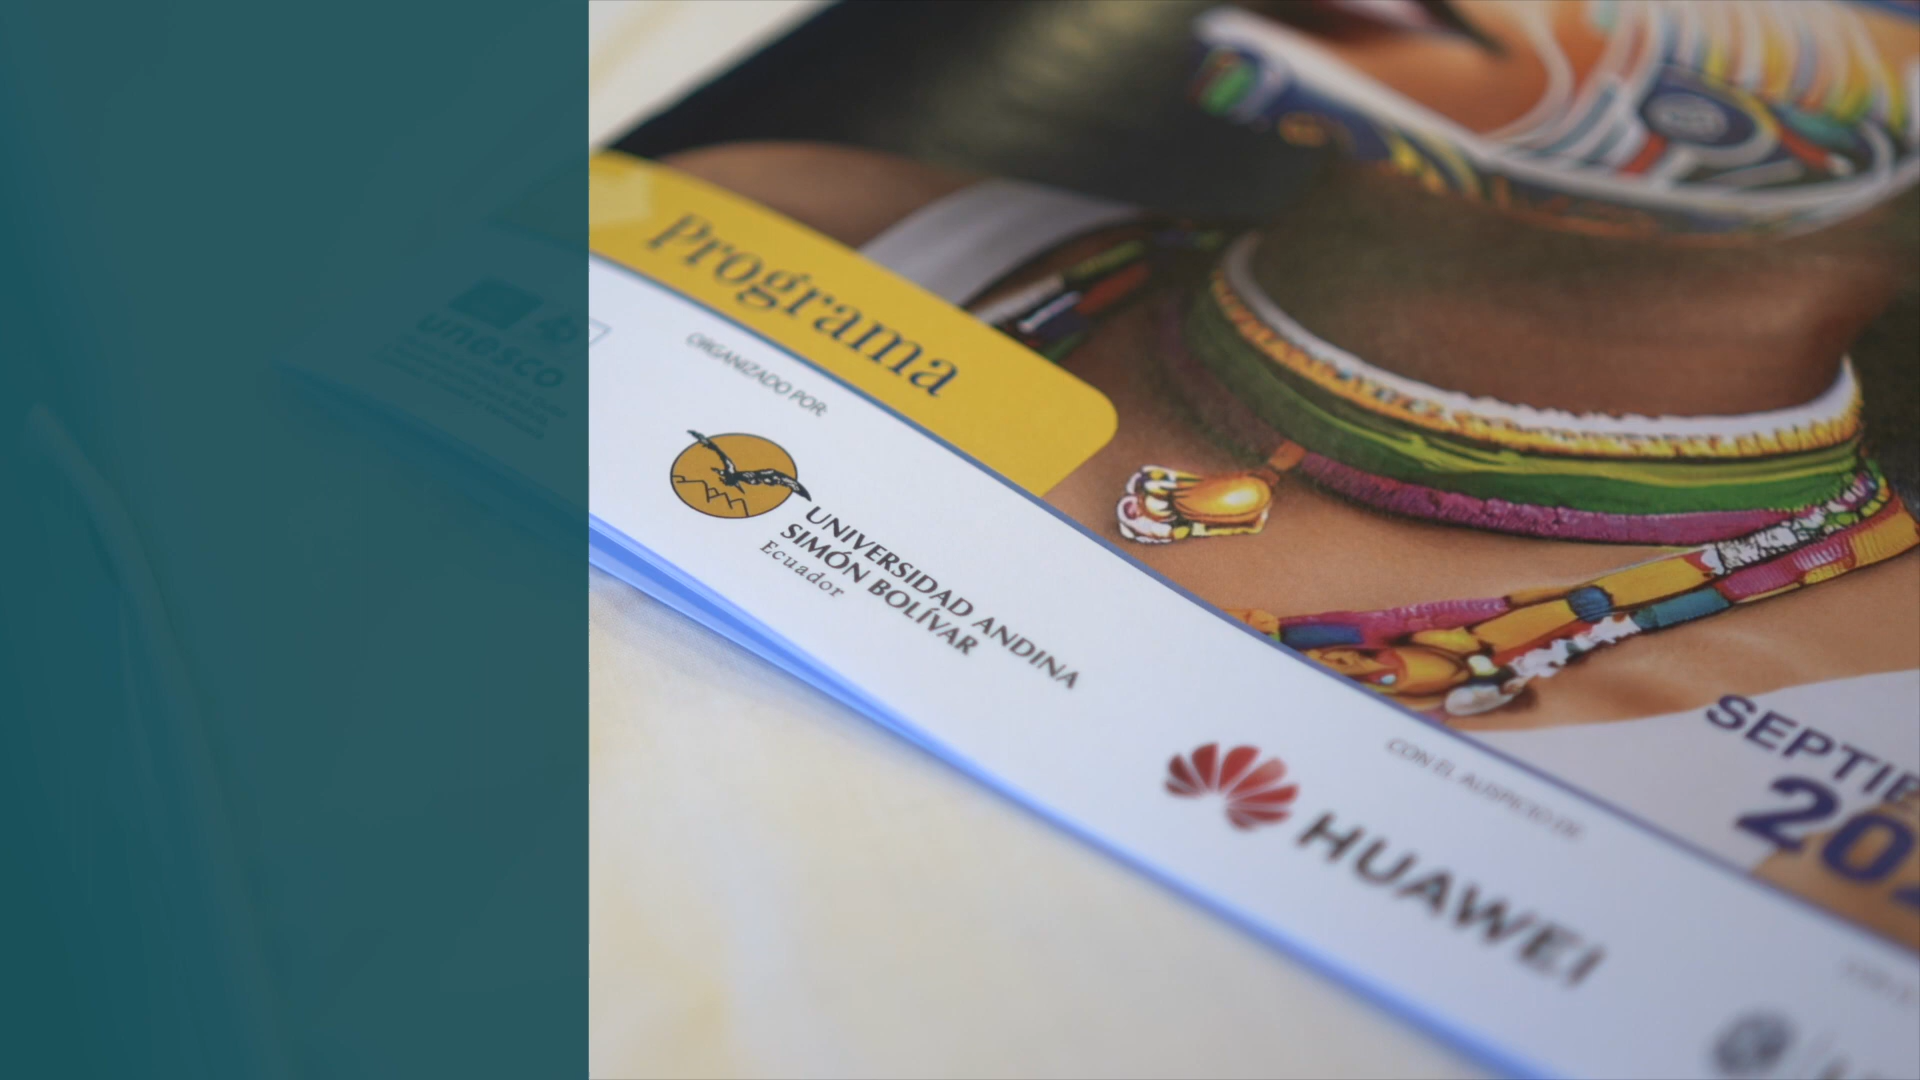 Programa
unesco
ORGANIZADO POR:
UNIVERSIDAD ANDINA
SIMÓN BOLÍVAR
Ecuador
CON EL AUSPICIO DE
HUAWEI
SEPTIE
20